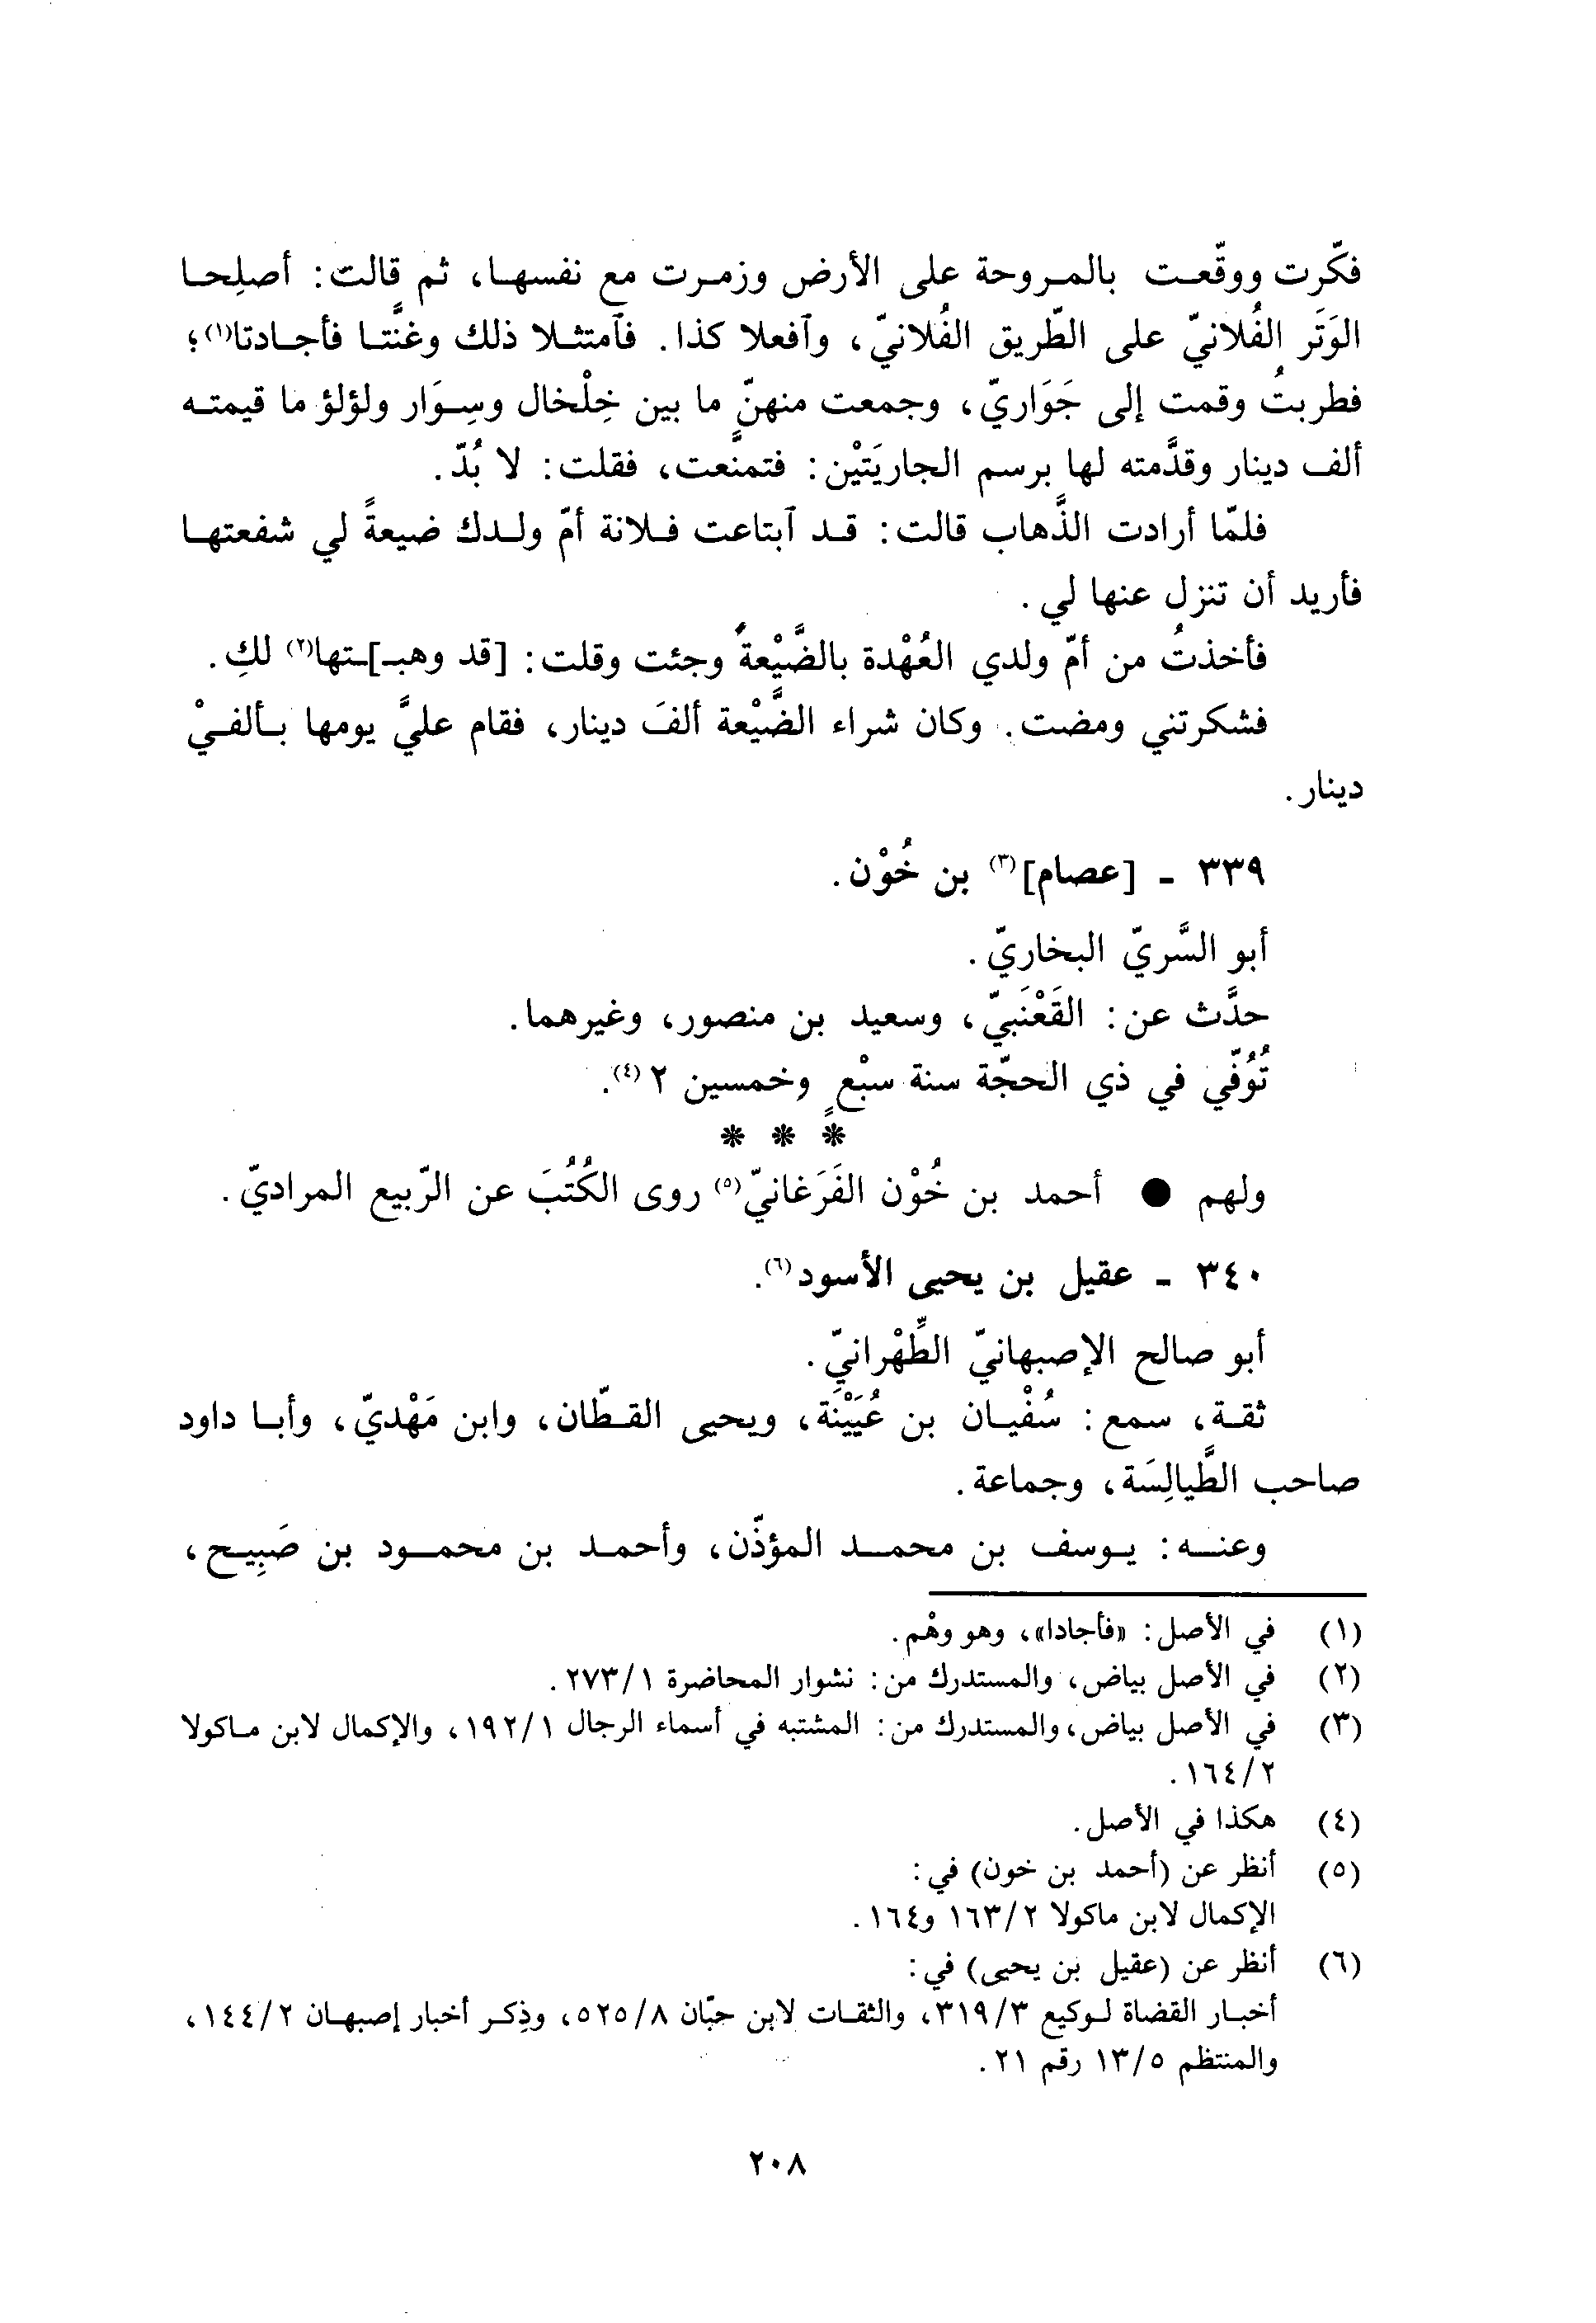 فكّرت ووقّعت بالمروحة على الأرض وزمرت مع نفسها، ثم قالت: أصلِحا
الوَتَر الفُلانيّ على الطّريق الفُلانيّ، وآفعلا كذا. فآمتثلا ذلك وغنَّتا فأجادتا(١)؛
فطربتُ وقمت إلى جَوَاريّ، وجمعت منهنّ ما بين خِلْخال وسِوَار ولؤلؤ ما قيمته
ألف دينار وقدَّمته لها برسم الجاريَتَيْن: فتمنَّعت، فقلت: لا بُدّ.
فلمّا أرادت الذَّهاب قالت: قد آبتاعت فلانة أمّ ولدك ضيعةً لي شفعتها
فأريد أن تنزل عنها لي.
فأخذتُ من أمّ ولدي العُهْدة بالضَّيْعة وجئت وقلت: [قد وهبـ]ـتها(٢) لكِ.
فشكرتني ومضت. وكان شراء الضَّيْعة ألفَ دينار، فقام عليَّ يومها بألفيْ
دينار.
٣٣٩ - [عصام](٣) بن خُوْن.
أبو السَّريّ البخاريّ.
حدَّث عن: القَعْنَبيّ، وسعيد بن منصور، وغيرهما.
تُوُفّي في ذي الحجّة سنة سبْعٍ وخمسين ٢(٤).
* * *
ولهم ● أحمد بن خُوْن الفَرَغانيّ(٥) روى الكُتُبَ عن الرّبيع المراديّ.
٣٤٠ - عقيل بن يحيى الأسود(٦).
أبو صالح الإصبهانيّ الطِّهْرانيّ.
ثقة، سمع: سُفْيان بن عُيَيْنَة، ويحيى القطّان، وابن مَهْديّ، وأبا داود
صاحب الطَّيالِسَة، وجماعة.
وعنه: يوسف بن محمد المؤذّن، وأحمد بن محمود بن صَبِيح،
(١) في الأصل: «فأجادا»، وهو وهْم.
(٢) في الأصل بياض، والمستدرك من: نشوار المحاضرة ٢٧٣/١.
(٣) في الأصل بياض، والمستدرك من: المشتبه في أسماء الرجال ١٩٢/١، والإكمال لابن ماكولا
١٦٤/٢.
(٤) هكذا في الأصل.
(٥) أنظر عن (أحمد بن خون) في:
الإكمال لابن ماكولا ١٦٣/٢ و١٦٤.
(٦) أنظر عن (عقيل بن يحيى) في:
أخبار القضاة لوكيع ٣١٩/٣، والثقات لابن حبّان ٥٢٥/٨، وذِكر أخبار إصبهان ١٤٤/٢،
والمنتظم ١٣/٥ رقم ٢١.
٢٠٨